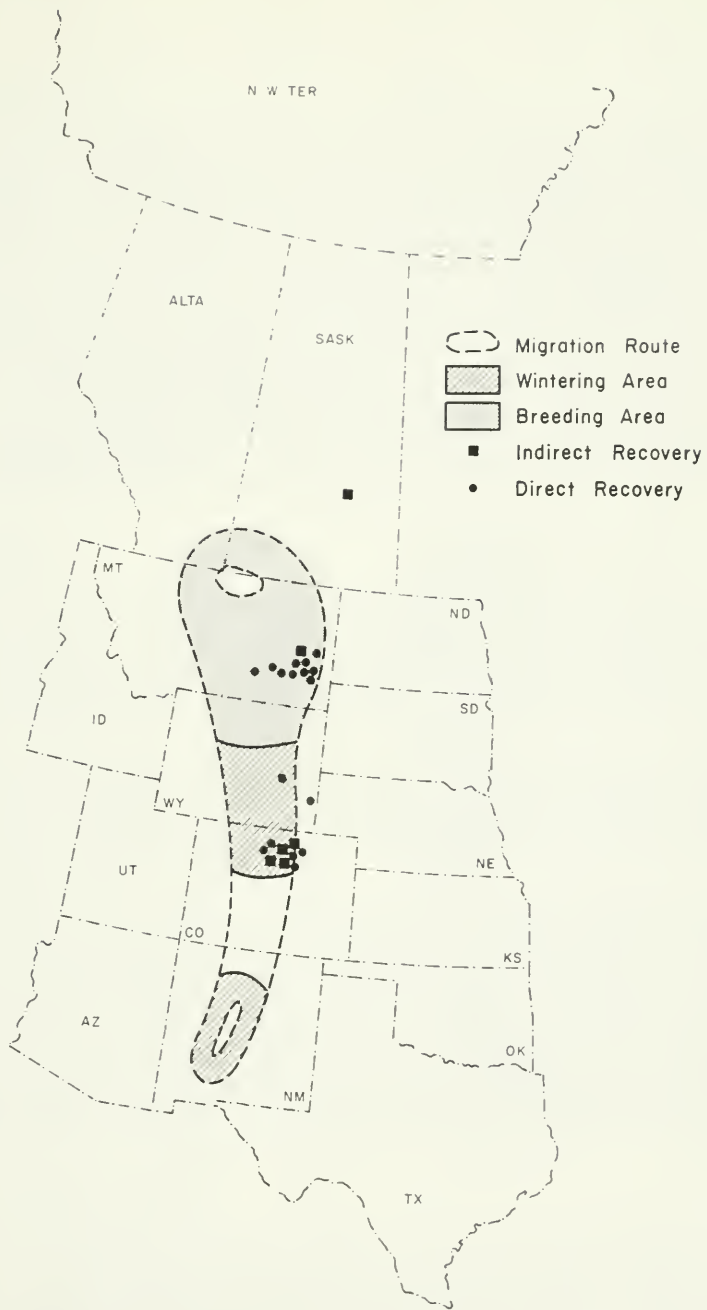 N W TER
ALTA
SASK
Migration Route
Wintering Area
Breeding Area
Indirect Recovery
Direct Recovery
MT
ND
SD
ID
WY
NE
UT
CO
KS
AZ
OK
NM
TX